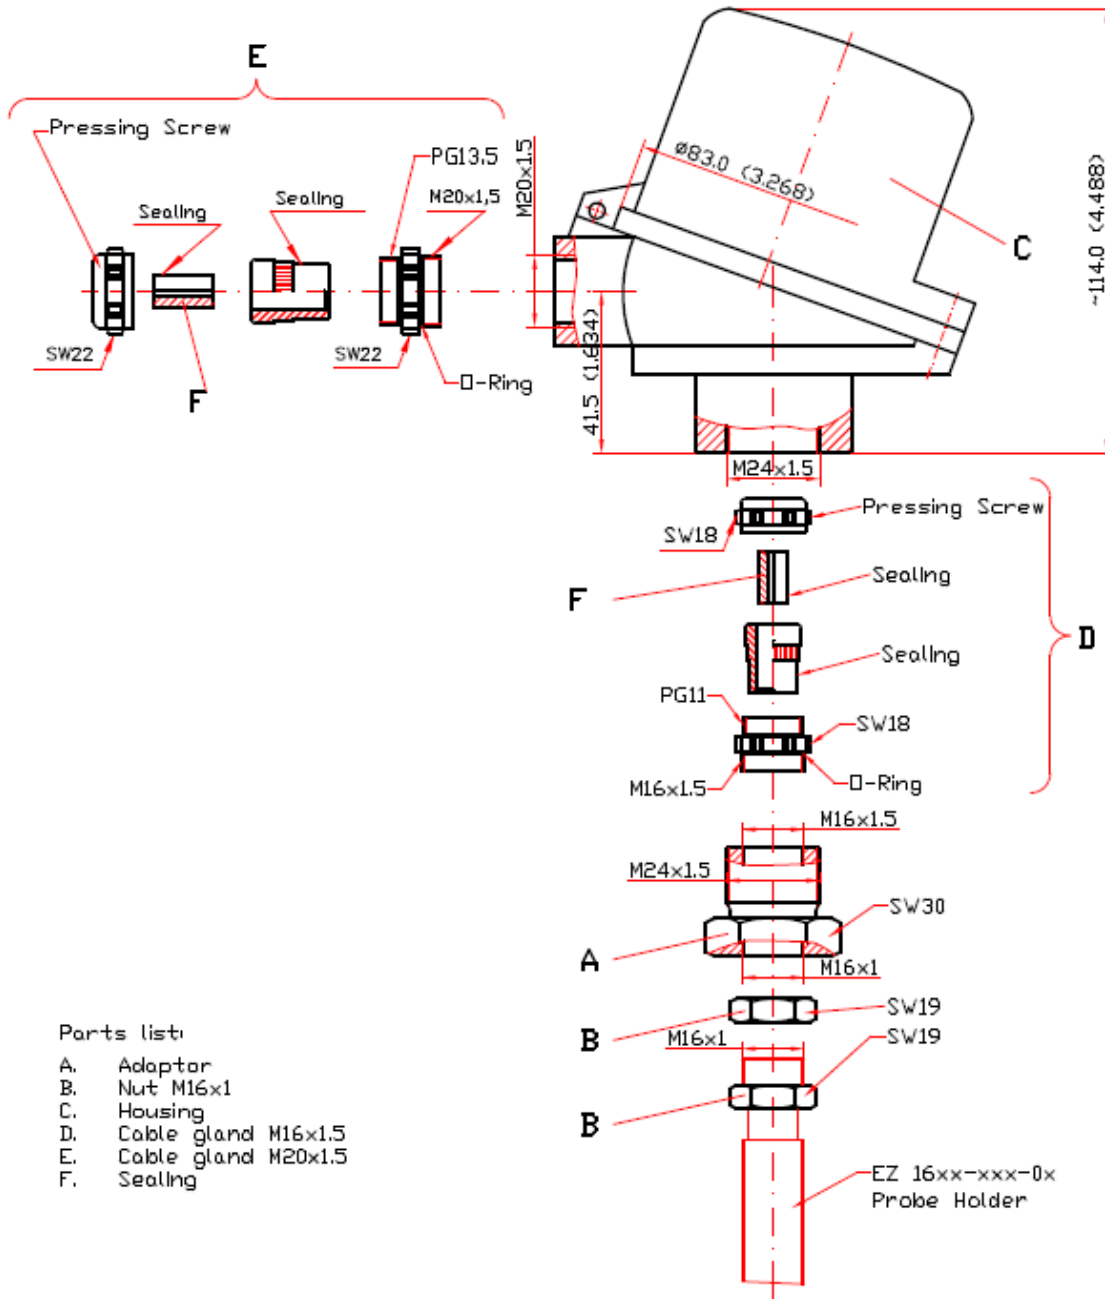 E
Pressing Screw
PG13.5
M20x1,5
M20x1.5
Sealing
Sealing
SW22
SW22
O-Ring
F
ø83.0 (3.268)
C
~114.0 (4.488)
41.5 (1.634)
M24x1.5
Pressing Screw
SW18
F
Sealing
D
Sealing
PG11
SW18
M16x1.5
O-Ring
M16x1.5
M24x1.5
SW30
A
M16x1
SW19
B
M16x1
SW19
B
EZ 16xx-xxx-0x
Probe Holder
Parts list:
A. Adaptor
B. Nut M16x1
C. Housing
D. Cable gland M16x1.5
E. Cable gland M20x1.5
F. Sealing